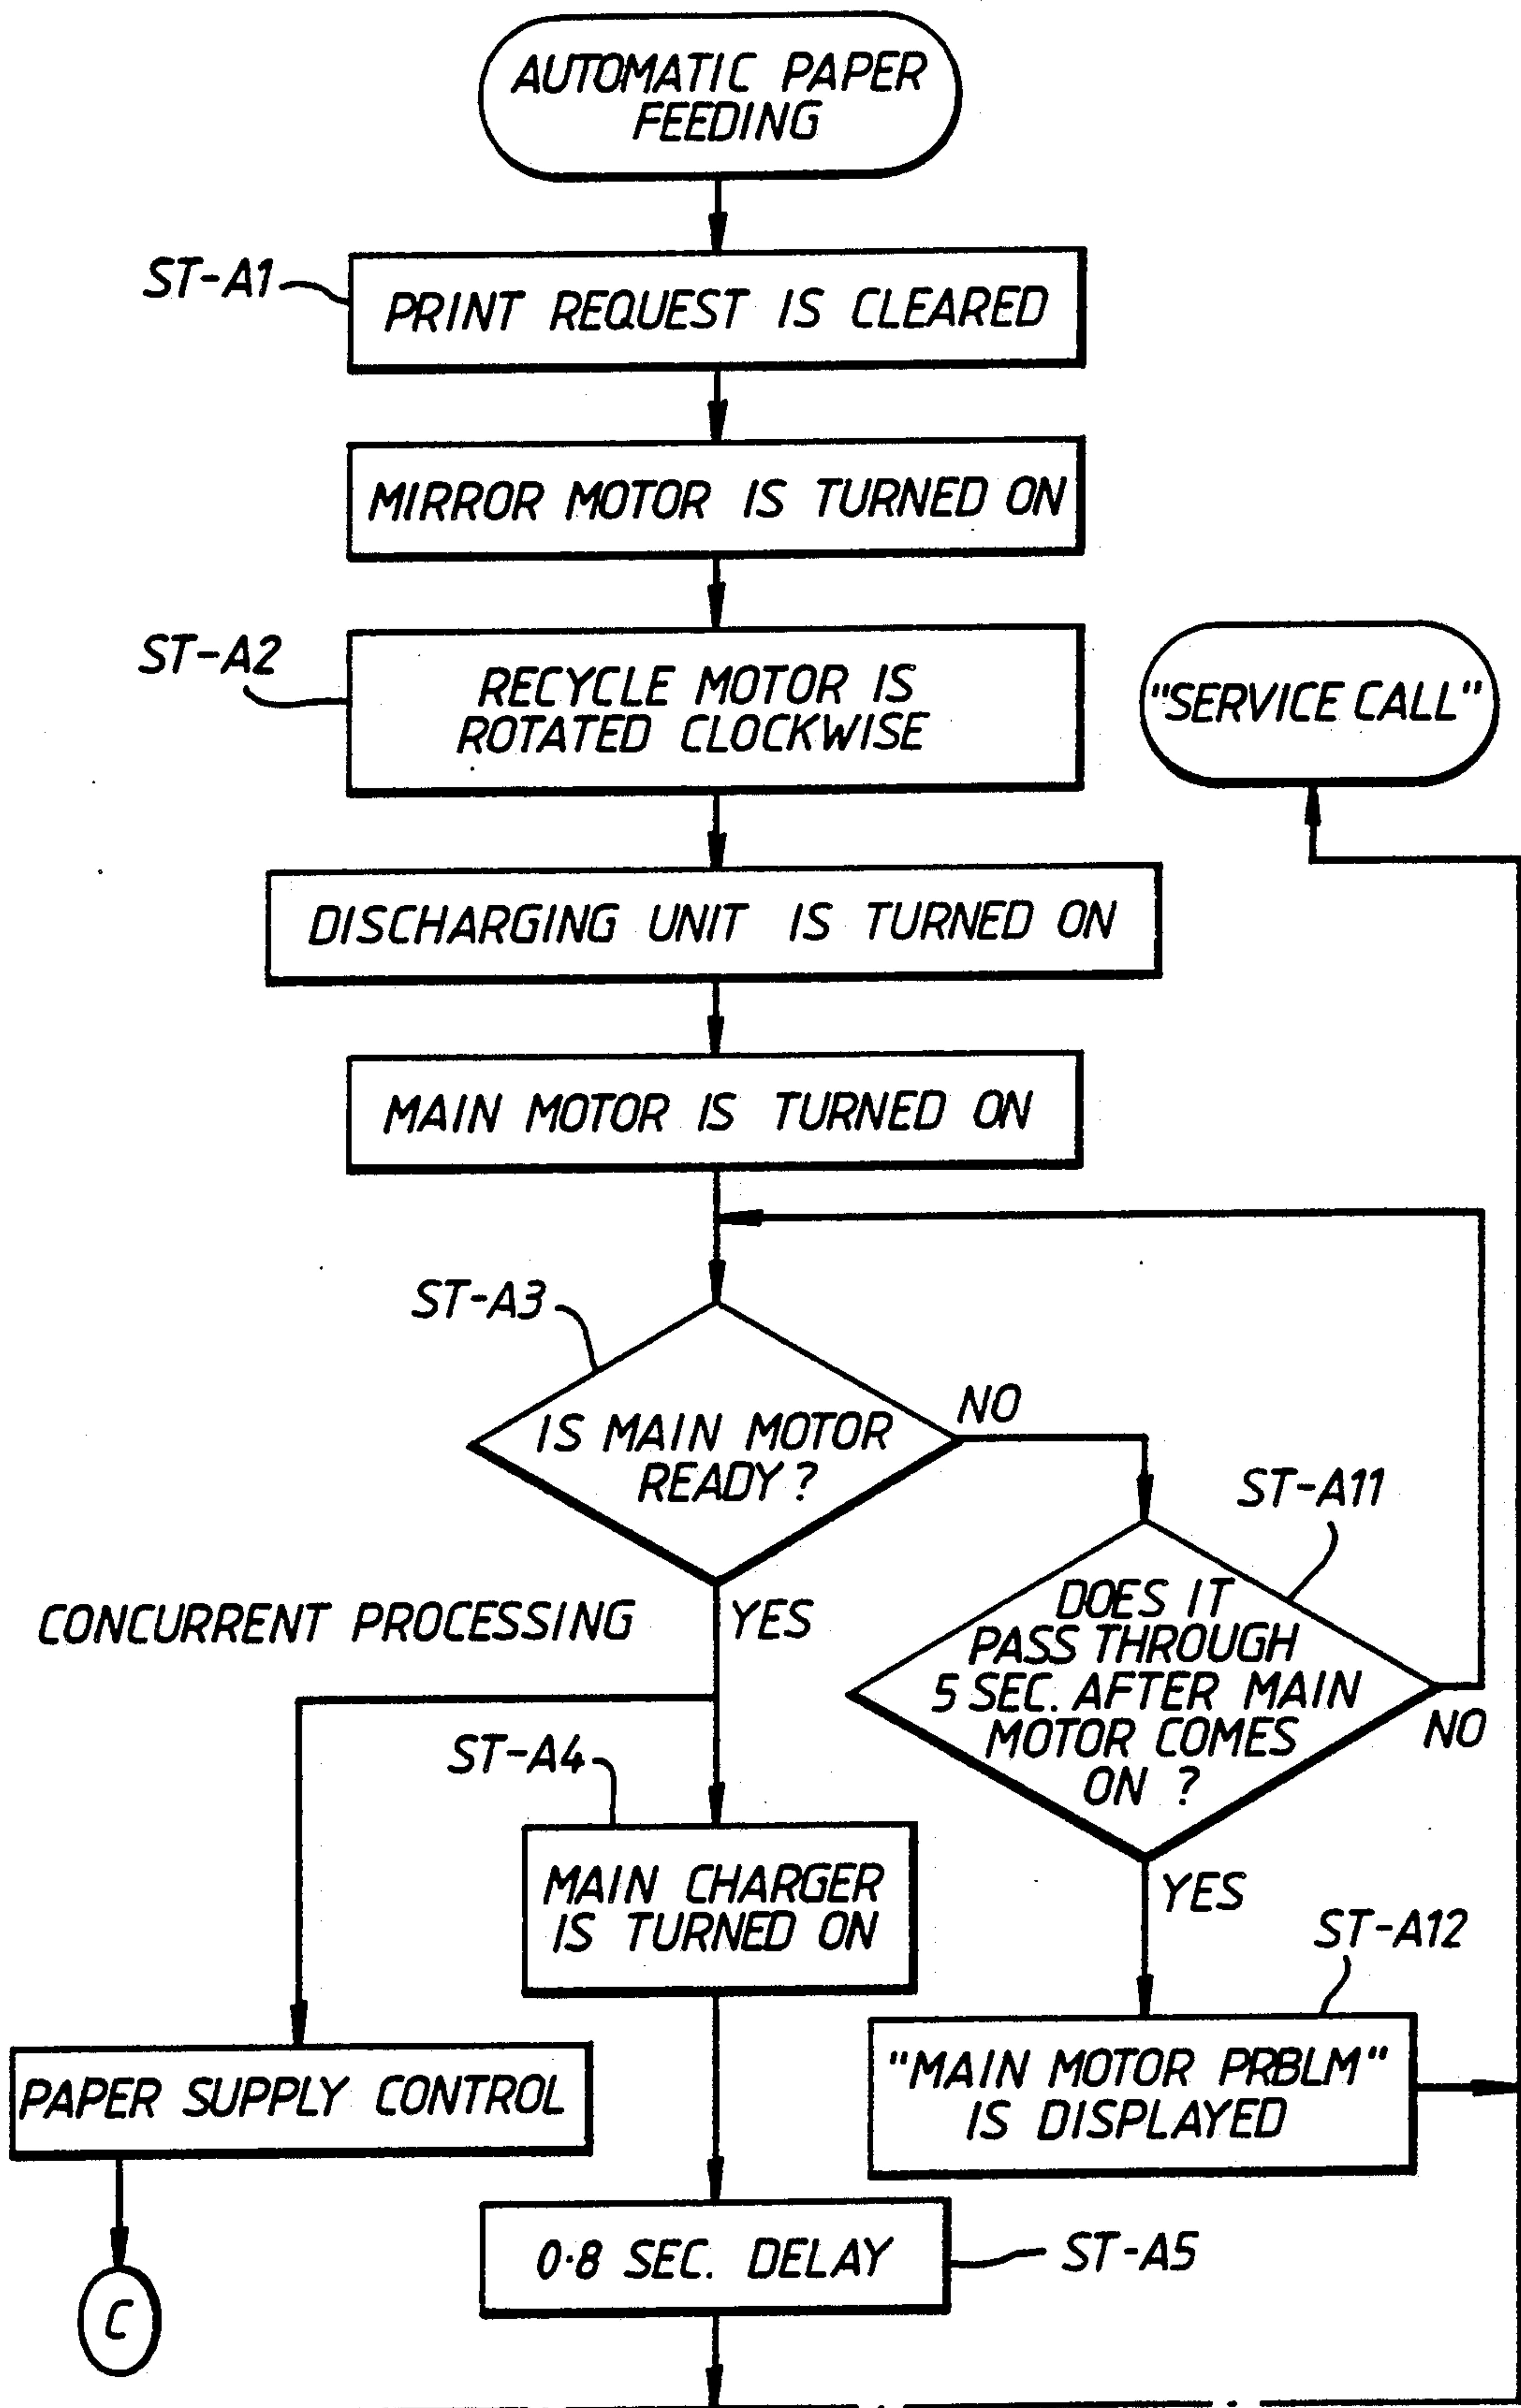 AUTOMATIC PAPER
FEEDING
ST-A1
PRINT REQUEST IS CLEARED
MIRROR MOTOR IS TURNED ON
ST-A2
RECYCLE MOTOR IS
ROTATED CLOCKWISE
"SERVICE CALL"
DISCHARGING UNIT IS TURNED ON
MAIN MOTOR IS TURNED ON
ST-A3
IS MAIN MOTOR
READY?
NO
ST-A11
DOES IT
PASS THROUGH
5 SEC. AFTER MAIN
MOTOR COMES
ON ?
NO
YES
CONCURRENT PROCESSING
YES
ST-A4
MAIN CHARGER
IS TURNED ON
ST-A12
"MAIN MOTOR PRBLM"
IS DISPLAYED
PAPER SUPPLY CONTROL
C
0·8 SEC. DELAY
ST-A5